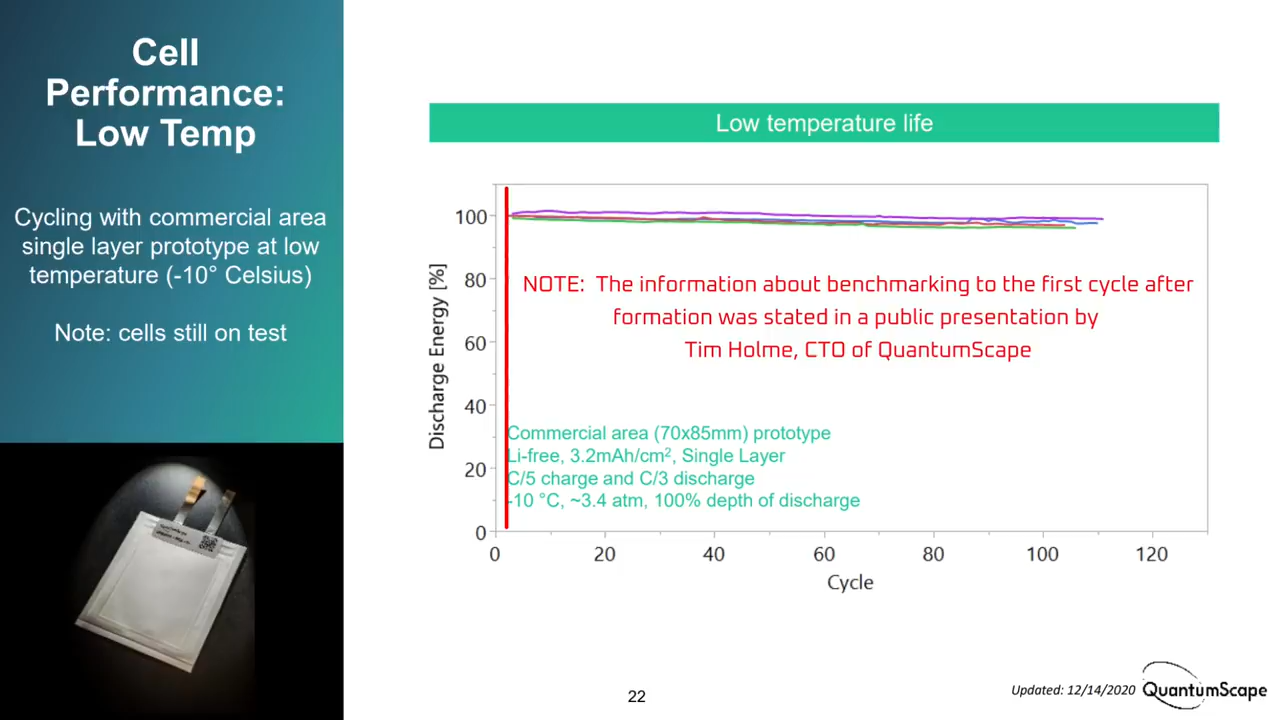 Cell
Performance:
Low Temp
Cycling with commercial area
single layer prototype at low
temperature (-10° Celsius)
Note: cells still on test
Low temperature life
Discharge Energy [%]
100
80
60
40
20
0
NOTE: The information about benchmarking to the first cycle after
formation was stated in a public presentation by
Tim Holme, CTO of QuantumScape
Commercial area (70x85mm) prototype
Li-free, 3.2mAh/cm², Single Layer
C/5 charge and C/3 discharge
-10 °C, ~3.4 atm, 100% depth of discharge
0 20 40 60 80 100 120
Cycle
22
Updated: 12/14/2020
QuantumScape